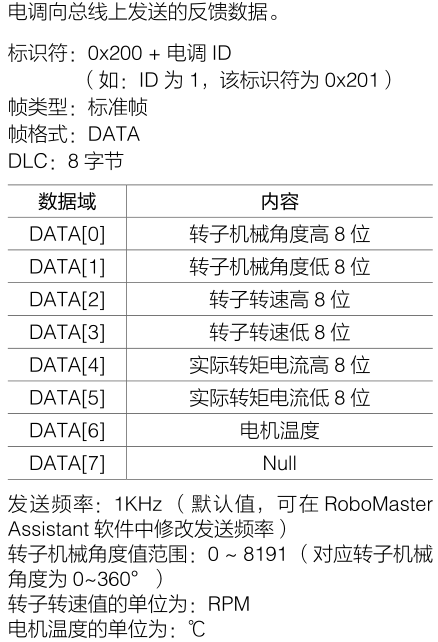 电调向总线上发送的反馈数据。
标识符：0x200 + 电调 ID
（如：ID 为 1，该标识符为 0x201）
帧类型：标准帧
帧格式：DATA
DLC：8 字节
数据域 内容
DATA[0] 转子机械角度高 8 位
DATA[1] 转子机械角度低 8 位
DATA[2] 转子转速高 8 位
DATA[3] 转子转速低 8 位
DATA[4] 实际转矩电流高 8 位
DATA[5] 实际转矩电流低 8 位
DATA[6] 电机温度
DATA[7] Null
发送频率：1KHz（默认值，可在 RoboMaster
Assistant 软件中修改发送频率）
转子机械角度值范围：0 ~ 8191（对应转子机械
角度为 0~360° ）
转子转速值的单位为：RPM
电机温度的单位为：℃